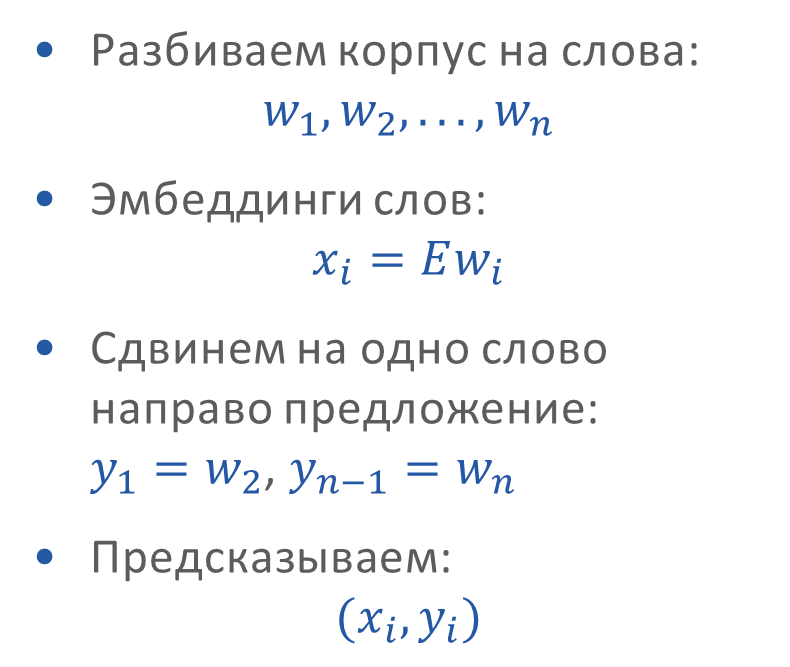 • Разбиваем корпус на слова:
w₁, w₂, . . . , wₙ
• Эмбеддинги слов:
xᵢ = Ewᵢ
• Сдвинем на одно слово
направо предложение:
y₁ = w₂, yₙ₋₁ = wₙ
• Предсказываем:
(xᵢ, yᵢ)